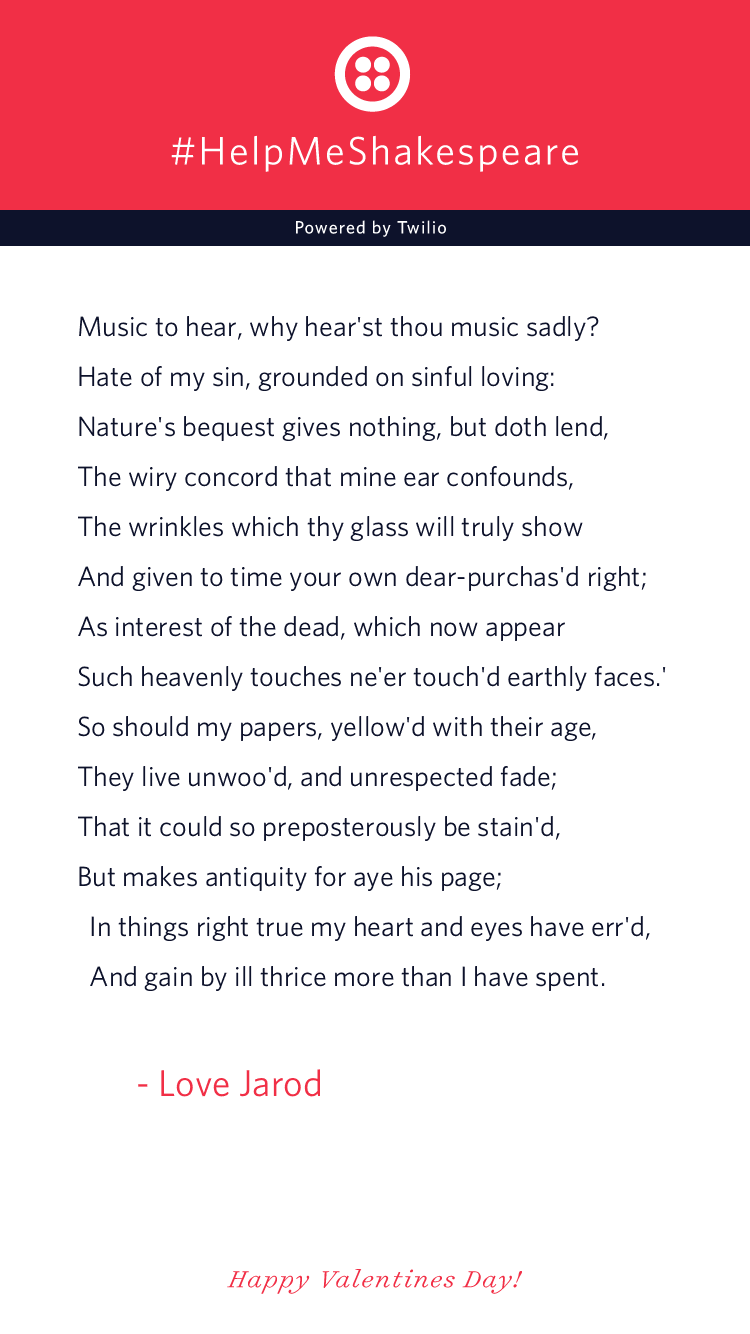 #HelpMeShakespeare
Powered by Twilio
Music to hear, why hear'st thou music sadly?
Hate of my sin, grounded on sinful loving:
Nature's bequest gives nothing, but doth lend,
The wiry concord that mine ear confounds,
The wrinkles which thy glass will truly show
And given to time your own dear-purchas'd right;
As interest of the dead, which now appear
Such heavenly touches ne'er touch'd earthly faces.'
So should my papers, yellow'd with their age,
They live unwoo'd, and unrespected fade;
That it could so preposterously be stain'd,
But makes antiquity for aye his page;
In things right true my heart and eyes have err'd,
And gain by ill thrice more than I have spent.
- Love Jarod
Happy Valentines Day!